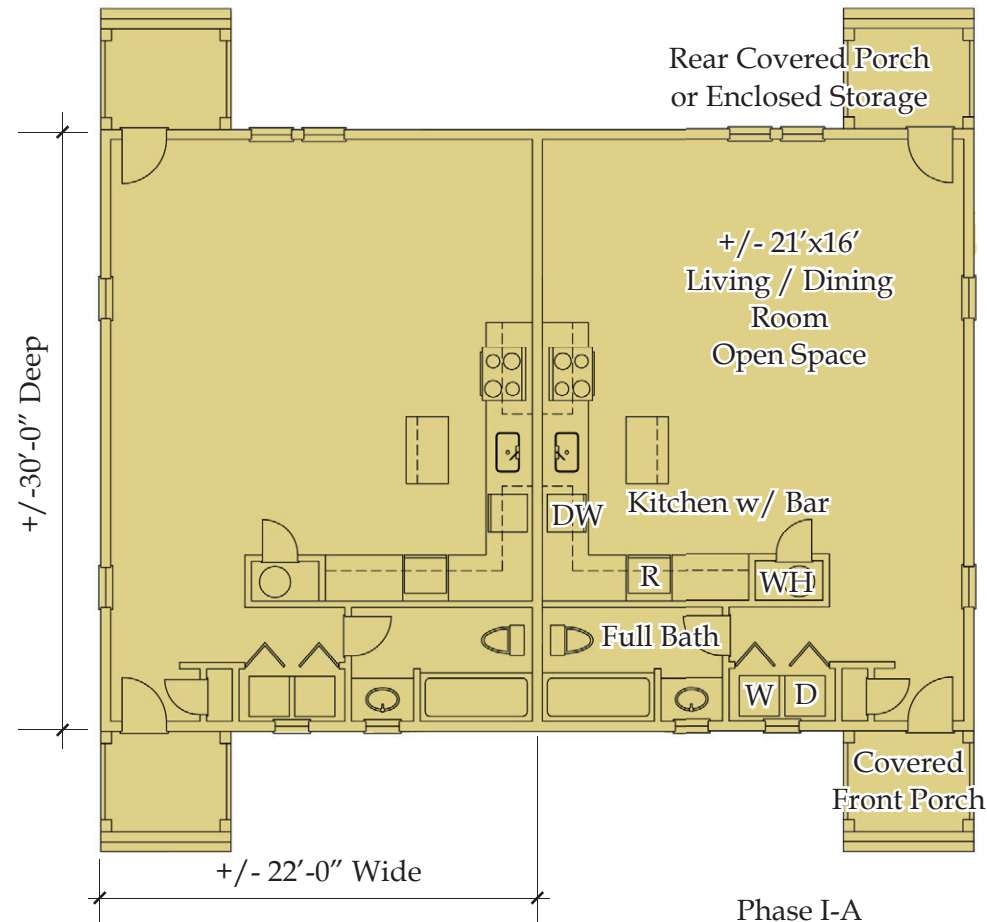 Rear Covered Porch
or Enclosed Storage
+/- 21’x16’
Living / Dining
Room
Open Space
+/-30’-0” Deep
DW
Kitchen w/ Bar
R
WH
Full Bath
W
D
Covered
Front Porch
+/- 22’-0” Wide
Phase I-A